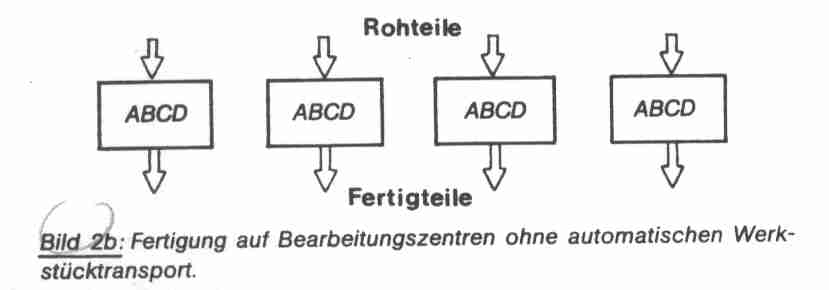 Rohteile
ABCD ABCD ABCD ABCD
Fertigteile
Bild 2b: Fertigung auf Bearbeitungszentren ohne automatischen Werk-
stücktransport.